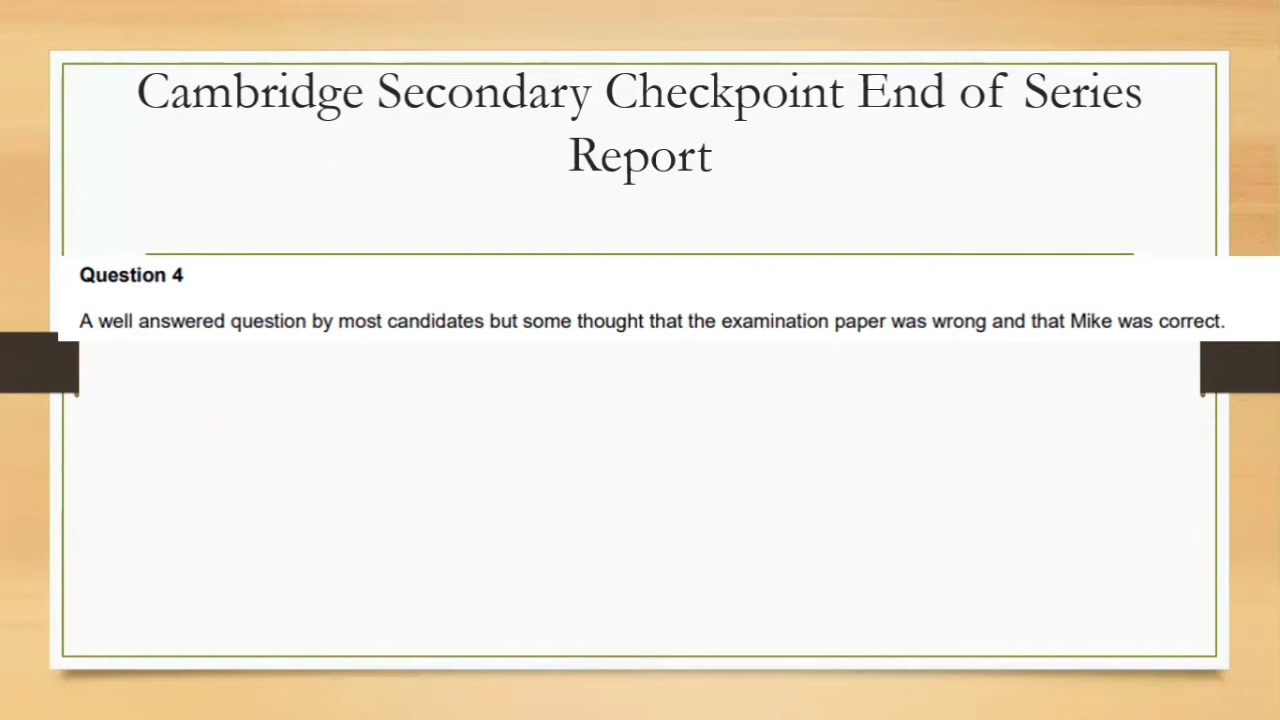 Cambridge Secondary Checkpoint End of Series
Report
Question 4
A well answered question by most candidates but some thought that the examination paper was wrong and that Mike was correct.